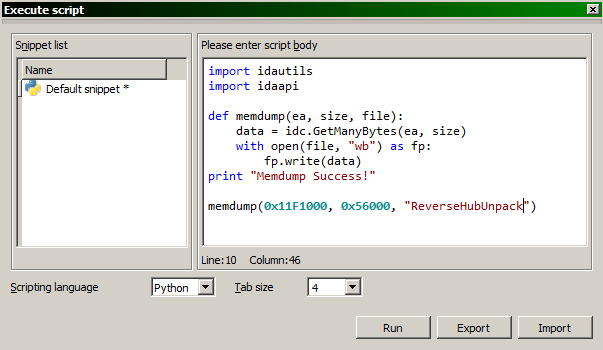 Execute script
Snippet list
Name
Default snippet *
Please enter script body
import idautils
import idaapi

def memdump(ea, size, file):
    data = idc.GetManyBytes(ea, size)
    with open(file, "wb") as fp:
        fp.write(data)
print "Memdump Success!"

memdump(0x11F1000, 0x56000, "ReverseHubUnpack")
Line:10 Column:46
Scripting language
Python
Tab size
4
Run
Export
Import